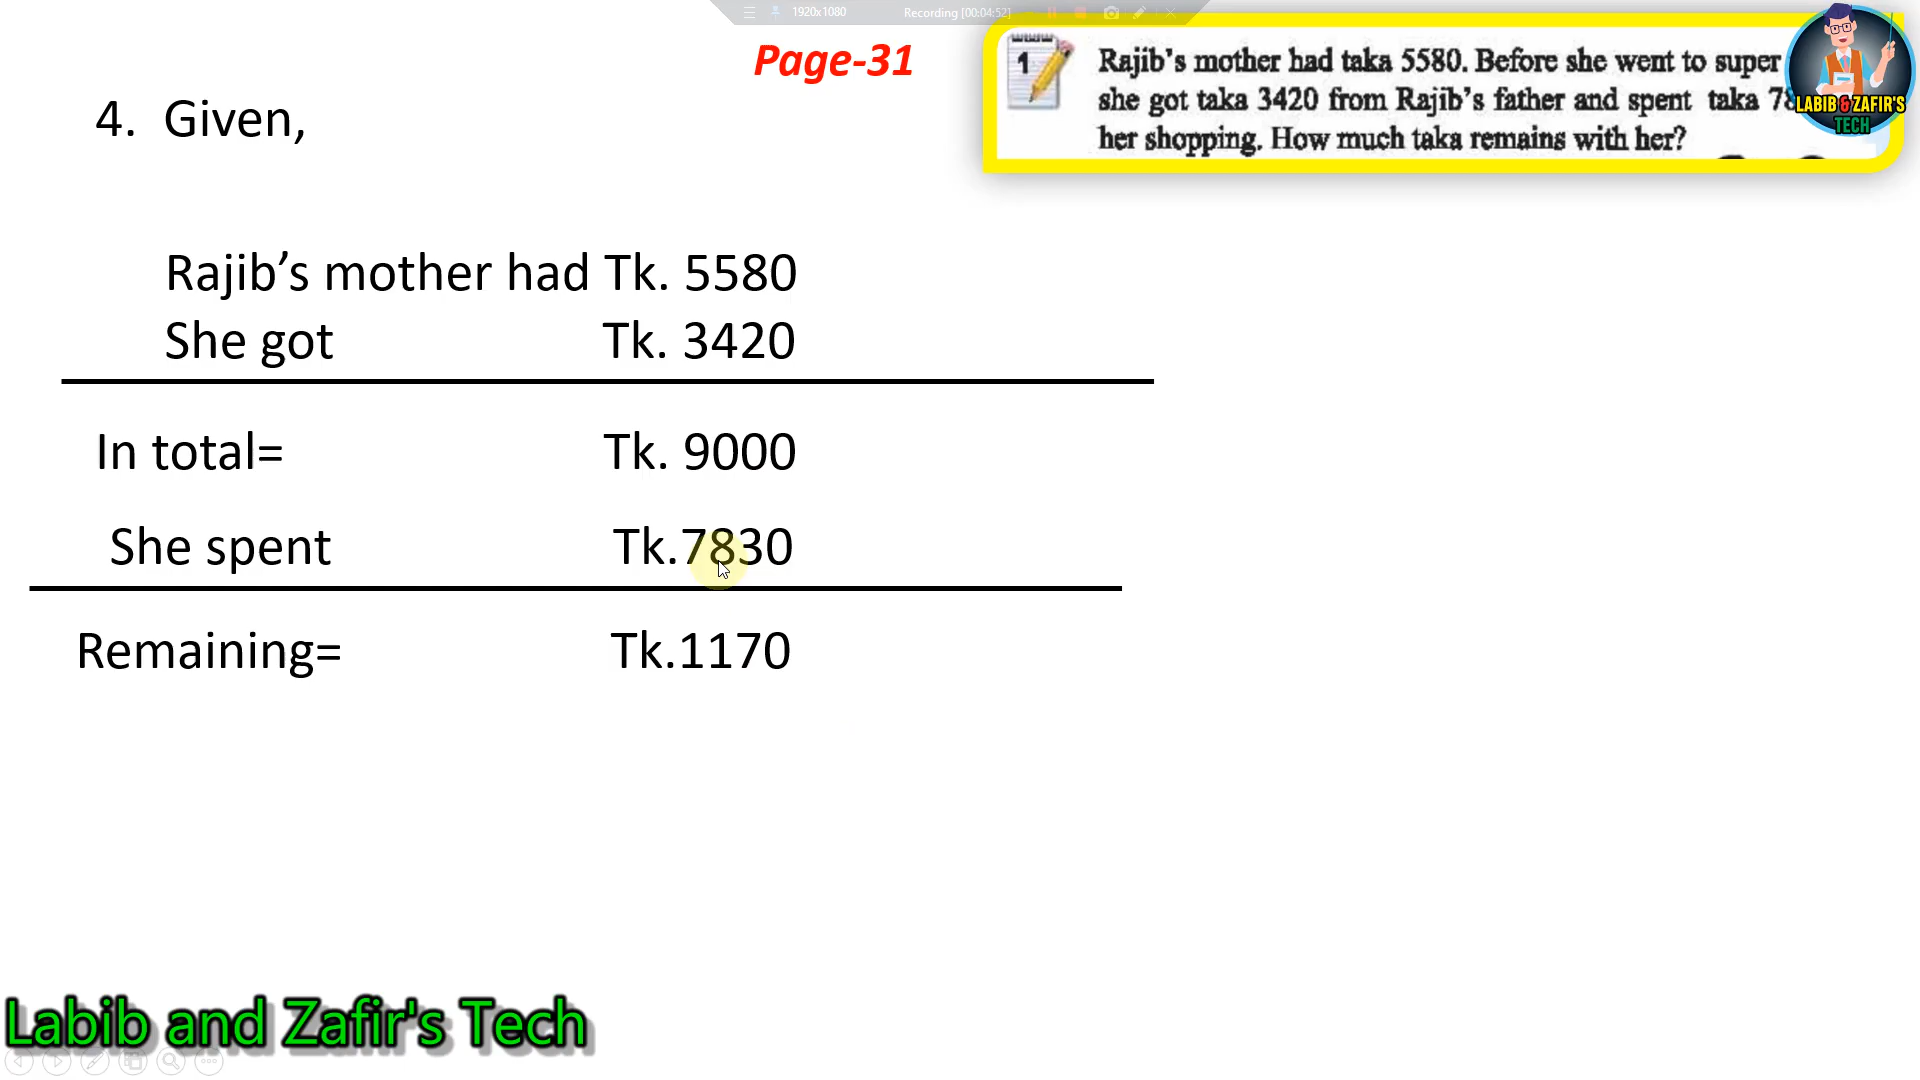 1920x1080
Recording [00:04:52]
Page-31
1
Rajib's mother had taka 5580. Before she went to super
she got taka 3420 from Rajib's father and spent taka 78
her shopping. How much taka remains with her?
LABIB & ZAFIR'S
TECH
4. Given,
Rajib’s mother had Tk. 5580
She got Tk. 3420
In total= Tk. 9000
She spent Tk.7830
Remaining= Tk.1170
Labib and Zafir's Tech